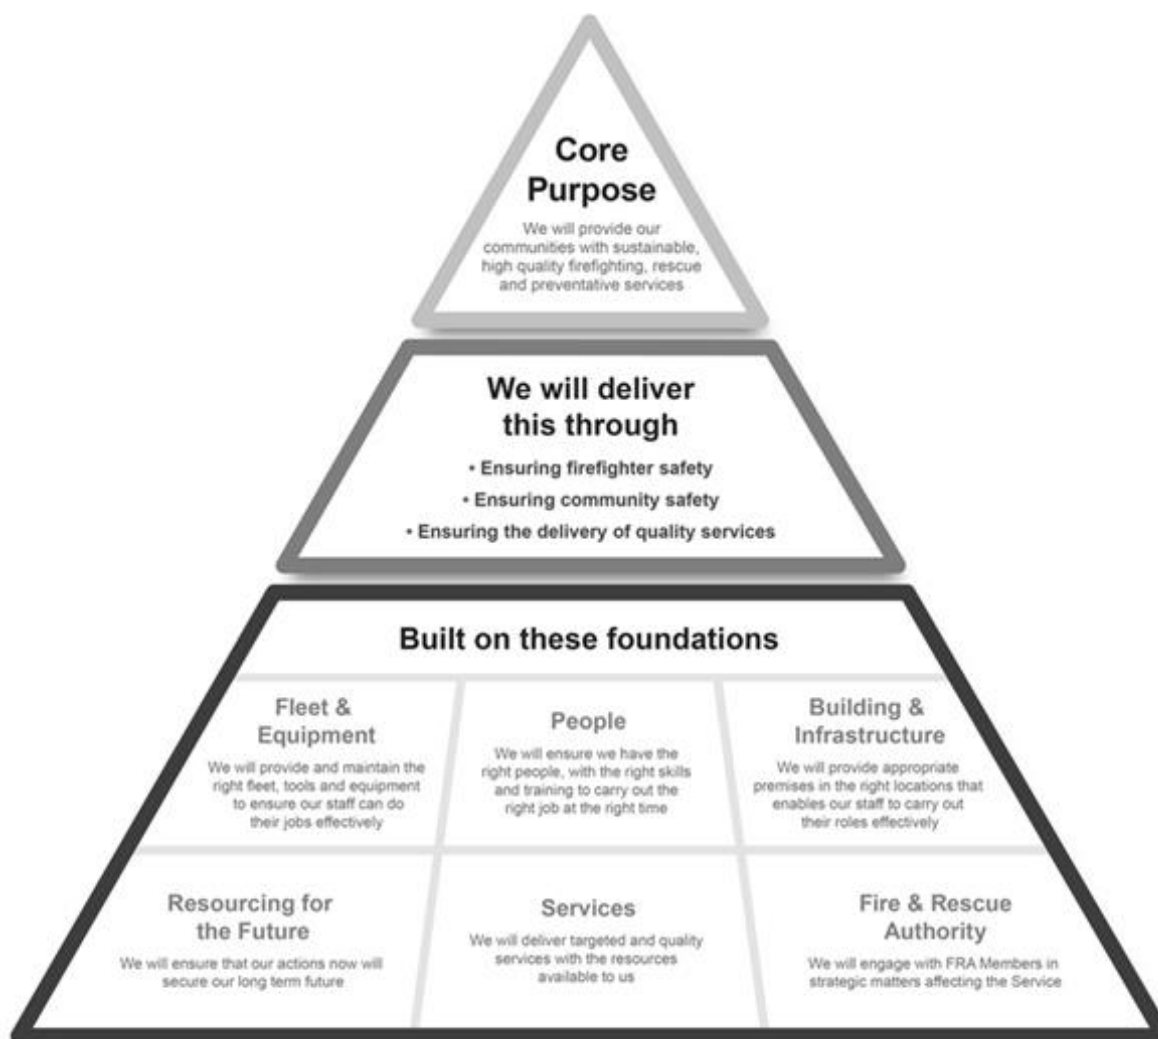 Core
Purpose
We will provide our
communities with sustainable,
high quality firefighting, rescue
and preventative services
We will deliver
this through
• Ensuring firefighter safety
• Ensuring community safety
• Ensuring the delivery of quality services
Built on these foundations
Fleet &
Equipment
We will provide and maintain the
right fleet, tools and equipment
to ensure our staff can do
their jobs effectively
People
We will ensure we have the
right people, with the right skills
and training to carry out the
right job at the right time
Building &
Infrastructure
We will provide appropriate
premises in the right locations that
enables our staff to carry out
their roles effectively
Resourcing for
the Future
We will ensure that our actions now will
secure our long term future
Services
We will deliver targeted and quality
services with the resources
available to us
Fire & Rescue
Authority
We will engage with FRA Members in
strategic matters affecting the Service